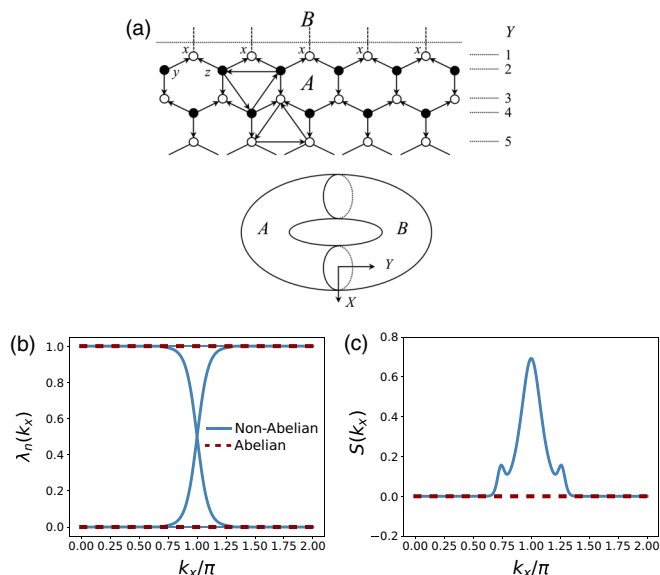 B
(a)
Y
x x x x x
1
y z A
2
3
4
5
A B
Y
X
(b)
1.0
0.8
0.6
0.4
0.2
0.0
λₙ(kₓ)
Non-Abelian
Abelian
0.00 0.25 0.50 0.75 1.00 1.25 1.50 1.75 2.00
kₓ/π
(c)
0.8
0.6
0.4
0.2
0.0
−0.2
S(kₓ)
0.00 0.25 0.50 0.75 1.00 1.25 1.50 1.75 2.00
kₓ/π